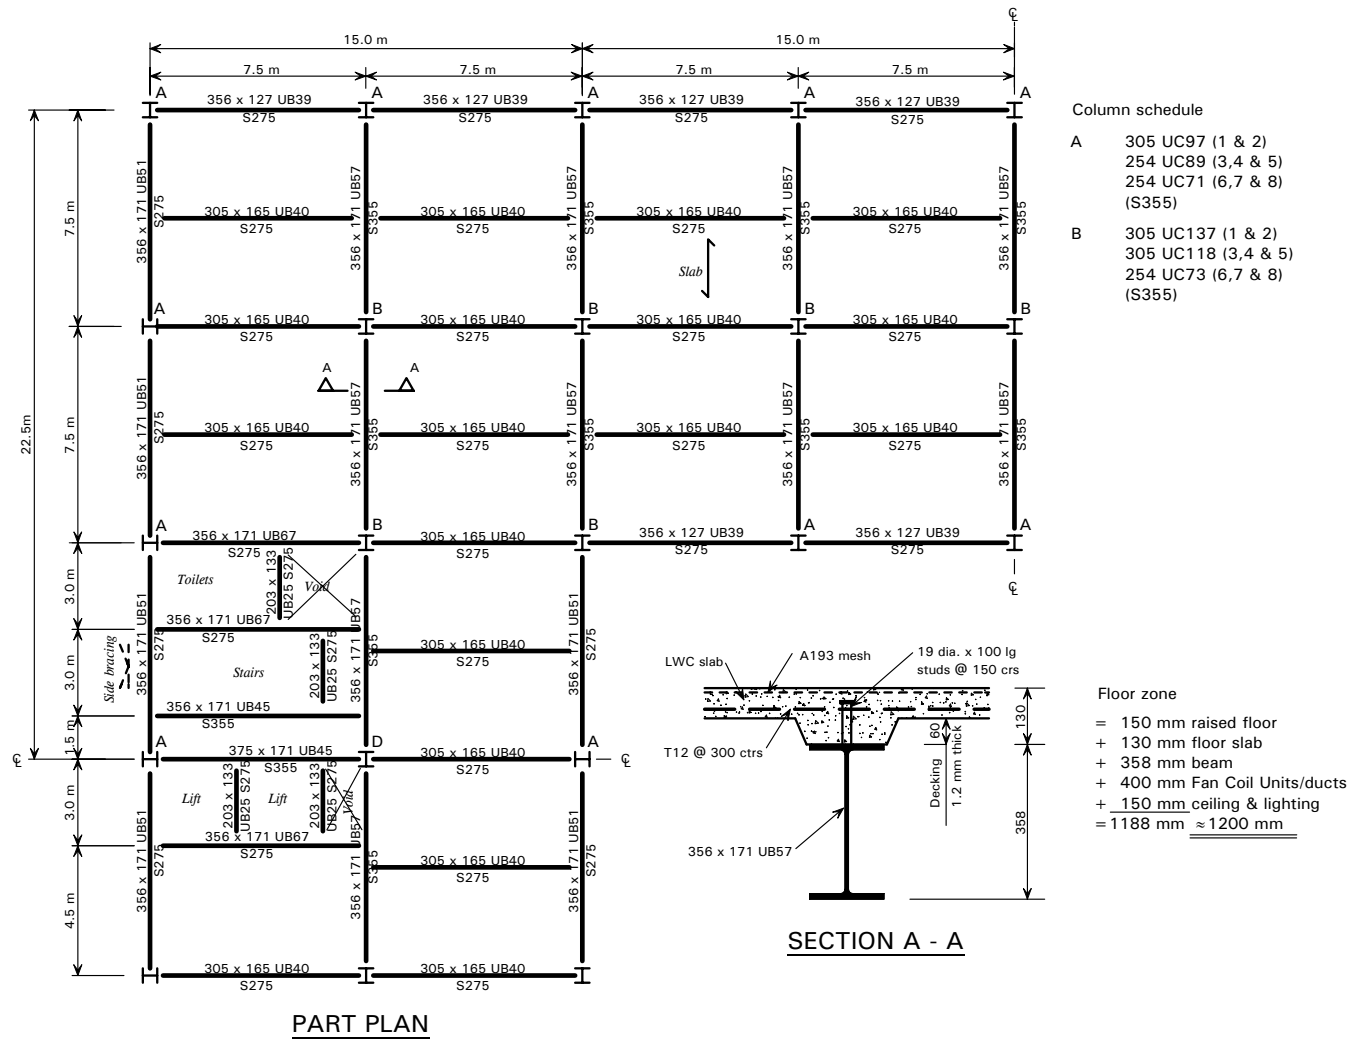 ℄
15.0 m 15.0 m
7.5 m 7.5 m 7.5 m 7.5 m
A A A A A
356 x 127 UB39 356 x 127 UB39 356 x 127 UB39 356 x 127 UB39
S275 S275 S275 S275
356 x 171 UB51
S275
356 x 171 UB57
S355
356 x 171 UB57
356 x 171 UB57
S355
7.5 m
22.5m
305 x 165 UB40 305 x 165 UB40 305 x 165 UB40 305 x 165 UB40
S275 S275 S275 S275
Slab
A B B B B
305 x 165 UB40 305 x 165 UB40 305 x 165 UB40 305 x 165 UB40
S275 S275 S275 S275
A A
356 x 171 UB51
S275
356 x 171 UB57
S355
356 x 171 UB57
S355
356 x 171 UB57
356 x 171 UB57
S355
7.5 m
305 x 165 UB40 305 x 165 UB40 305 x 165 UB40 305 x 165 UB40
S275 S275 S275 S275
A B B A A
356 x 171 UB67 305 x 165 UB40 356 x 127 UB39 356 x 127 UB39
S275 S275 S275 S275
℄
3.0 m
Toilets
203 x 133
UB25 S275
Void
356 x 171 UB67
S275
356 x 171 UB51
S275
356 x 171 UB57
S355
305 x 165 UB40
S275
356 x 171 UB51
S275
3.0 m
Side bracing
Stairs
203 x 133
UB25 S275
356 x 171 UB45
S355
1.5 m
℄
A D A
375 x 171 UB45 305 x 165 UB40
S355 S275
℄
3.0 m
Lift
203 x 133
UB25 S275
Lift
203 x 133
UB25 S275
Void
356 x 171 UB67
S275
356 x 171 UB51
S275
356 x 171 UB57
S355
305 x 165 UB40
S275
356 x 171 UB51
S275
4.5 m
305 x 165 UB40 305 x 165 UB40
S275 S275
PART PLAN
Column schedule
A 305 UC97 (1 & 2)
254 UC89 (3,4 & 5)
254 UC71 (6,7 & 8)
(S355)
B 305 UC137 (1 & 2)
305 UC118 (3,4 & 5)
254 UC73 (6,7 & 8)
(S355)
LWC slab
A193 mesh
19 dia. x 100 lg
studs @ 150 crs
T12 @ 300 ctrs
60
Decking
1.2 mm thick
130
358
356 x 171 UB57
SECTION A - A
Floor zone
= 150 mm raised floor
+ 130 mm floor slab
+ 358 mm beam
+ 400 mm Fan Coil Units/ducts
+ 150 mm ceiling & lighting
= 1188 mm ≈ 1200 mm